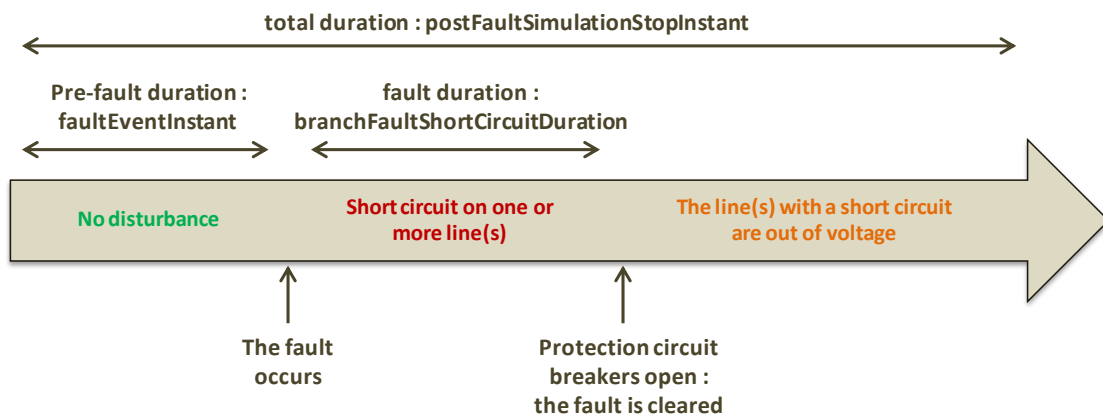 total duration : postFaultSimulationStopInstant
Pre-fault duration :
faultEventInstant
fault duration :
branchFaultShortCircuitDuration
No disturbance
Short circuit on one or
more line(s)
The line(s) with a short circuit
are out of voltage
The fault
occurs
Protection circuit
breakers open :
the fault is cleared